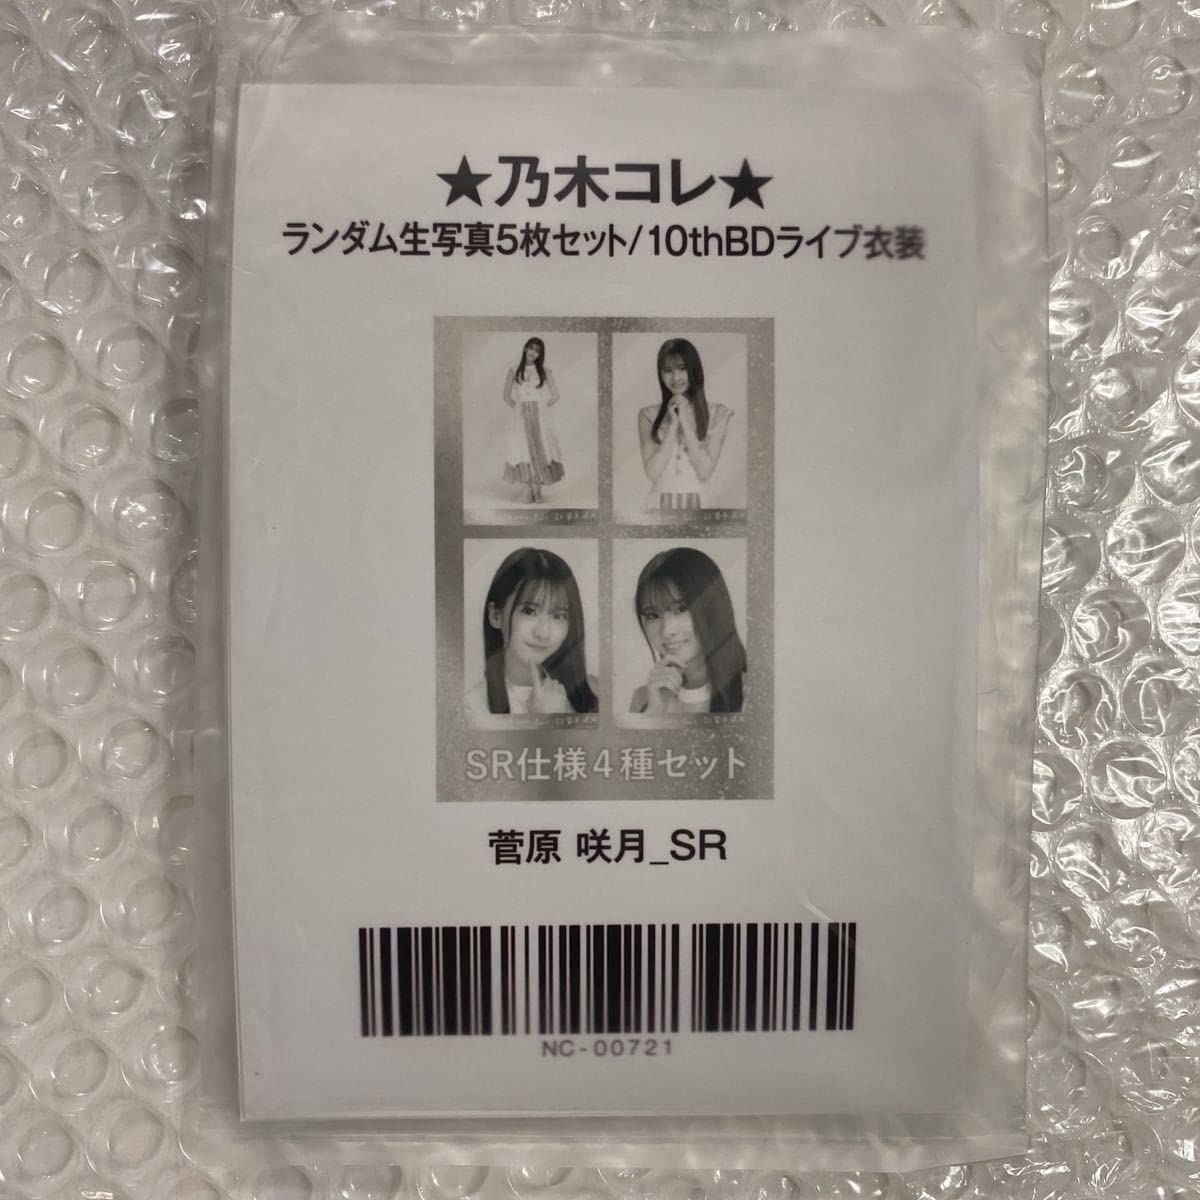 ★乃木コレ★
ランダム生写真5枚セット/10thBDライブ衣装
SR仕様4種セット
菅原 咲月_SR
NC-00721